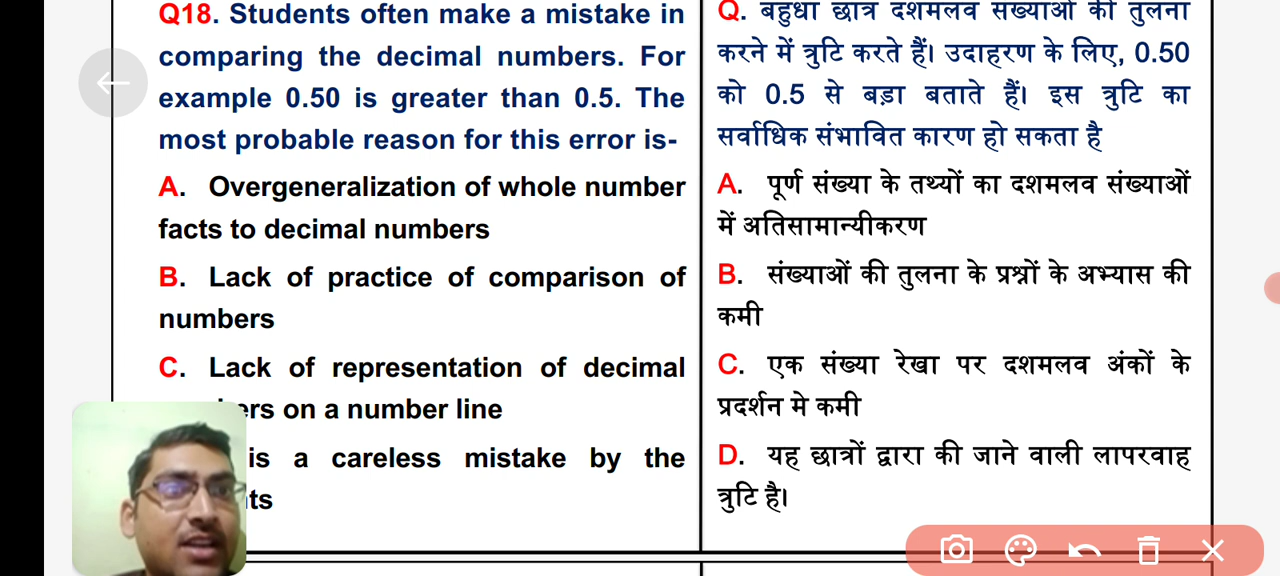 Q18. Students often make a mistake in
comparing the decimal numbers. For
example 0.50 is greater than 0.5. The
most probable reason for this error is-
A. Overgeneralization of whole number
facts to decimal numbers
B. Lack of practice of comparison of
numbers
C. Lack of representation of decimal
ers on a number line
is a careless mistake by the
ts
Q. बहुधा छात्र दशमलव संख्याओं की तुलना
करने में त्रुटि करते हैं। उदाहरण के लिए, 0.50
को 0.5 से बड़ा बताते हैं। इस त्रुटि का
सर्वाधिक संभावित कारण हो सकता है
A. पूर्ण संख्या के तथ्यों का दशमलव संख्याओं
में अतिसामान्यीकरण
B. संख्याओं की तुलना के प्रश्नों के अभ्यास की
कमी
C. एक संख्या रेखा पर दशमलव अंकों के
प्रदर्शन मे कमी
D. यह छात्रों द्वारा की जाने वाली लापरवाह
त्रुटि है।